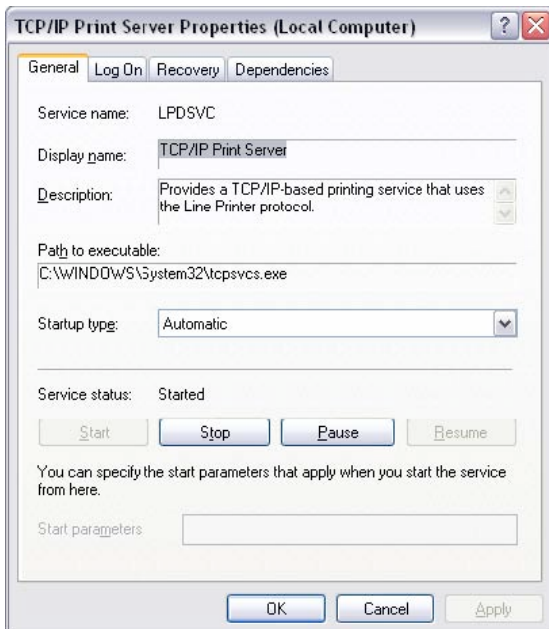 TCP/IP Print Server Properties (Local Computer)
General Log On Recovery Dependencies
Service name: LPDSVC
Display name: TCP/IP Print Server
Description: Provides a TCP/IP-based printing service that uses
the Line Printer protocol.
Path to executable:
C:\WINDOWS\System32\tcpsvcs.exe
Startup type: Automatic
Service status: Started
Start Stop Pause Resume
You can specify the start parameters that apply when you start the service
from here.
Start parameters
OK Cancel Apply